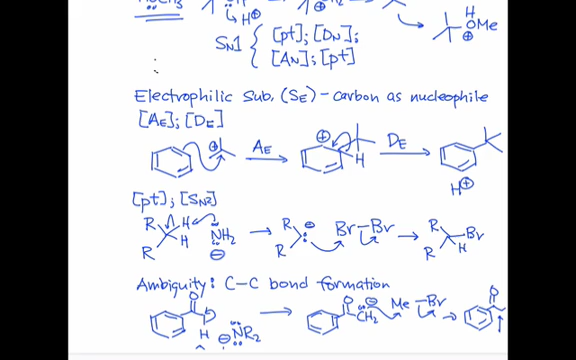 H⊕
H
OMe
⊕
SN1 { [pt]; [DN];
[AN]; [pt]
Electrophilic Sub. (SE) - carbon as nucleophile
[AE]; [DE]
⊕ AE ⊕ H DE
H⊕
[pt]; [SN2]
R H NH2 R ⊖ Br-Br R Br
R H ⊖ R R H
Ambiguity: C-C bond formation
O O ⊖ Me-Br O
H ⊖NR2 CH2